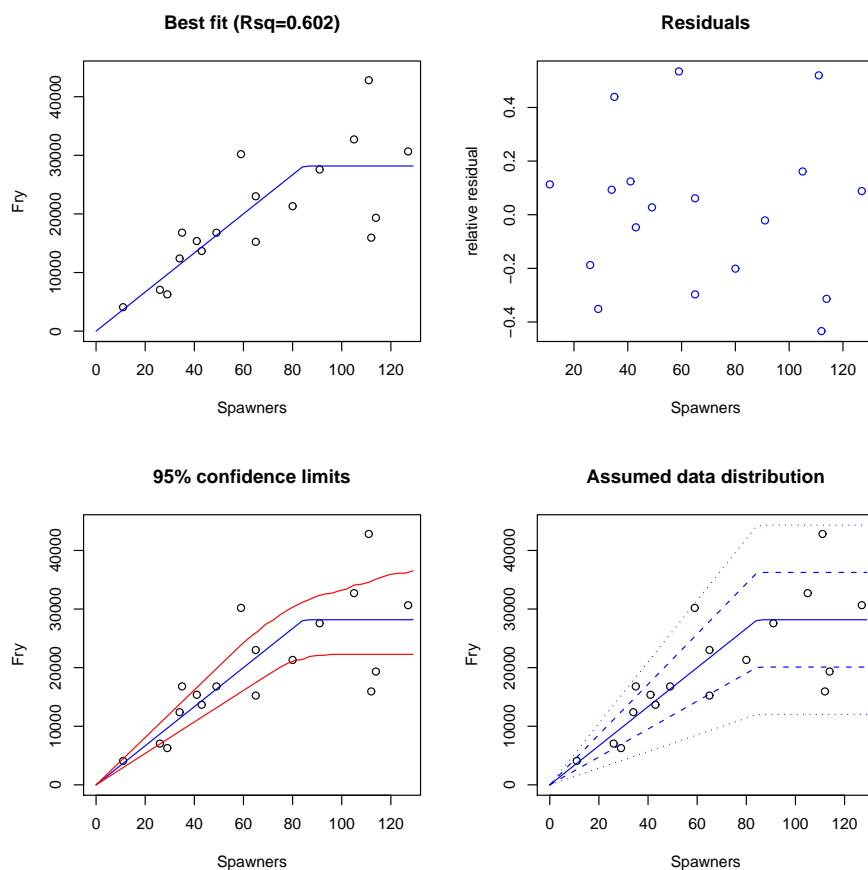 Best fit (Rsq=0.602)
Fry
0 10000 20000 30000 40000
0 20 40 60 80 100 120
Spawners
Residuals
relative residual
−0.4 −0.2 0.0 0.2 0.4
20 40 60 80 100 120
Spawners
95% confidence limits
Fry
0 10000 20000 30000 40000
0 20 40 60 80 100 120
Spawners
Assumed data distribution
Fry
0 10000 20000 30000 40000
0 20 40 60 80 100 120
Spawners